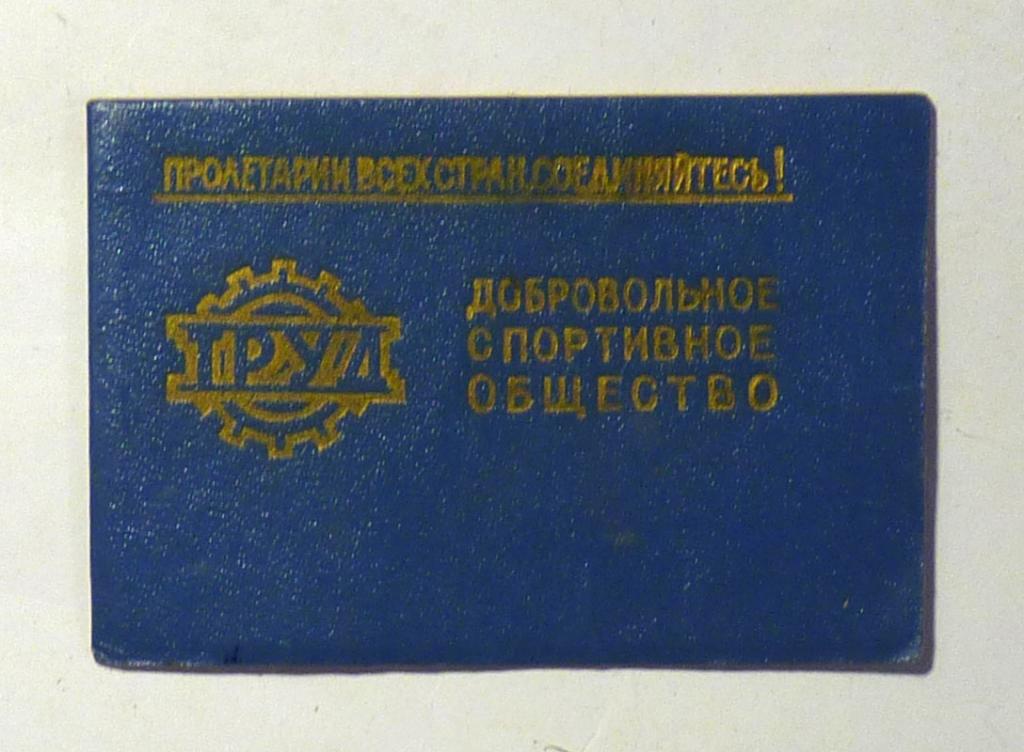 ПРОЛЕТАРИИ ВСЕХ СТРАН, СОЕДИНЯЙТЕСЬ!
ТРУД
ДОБРОВОЛЬНОЕ
СПОРТИВНОЕ
ОБЩЕСТВО